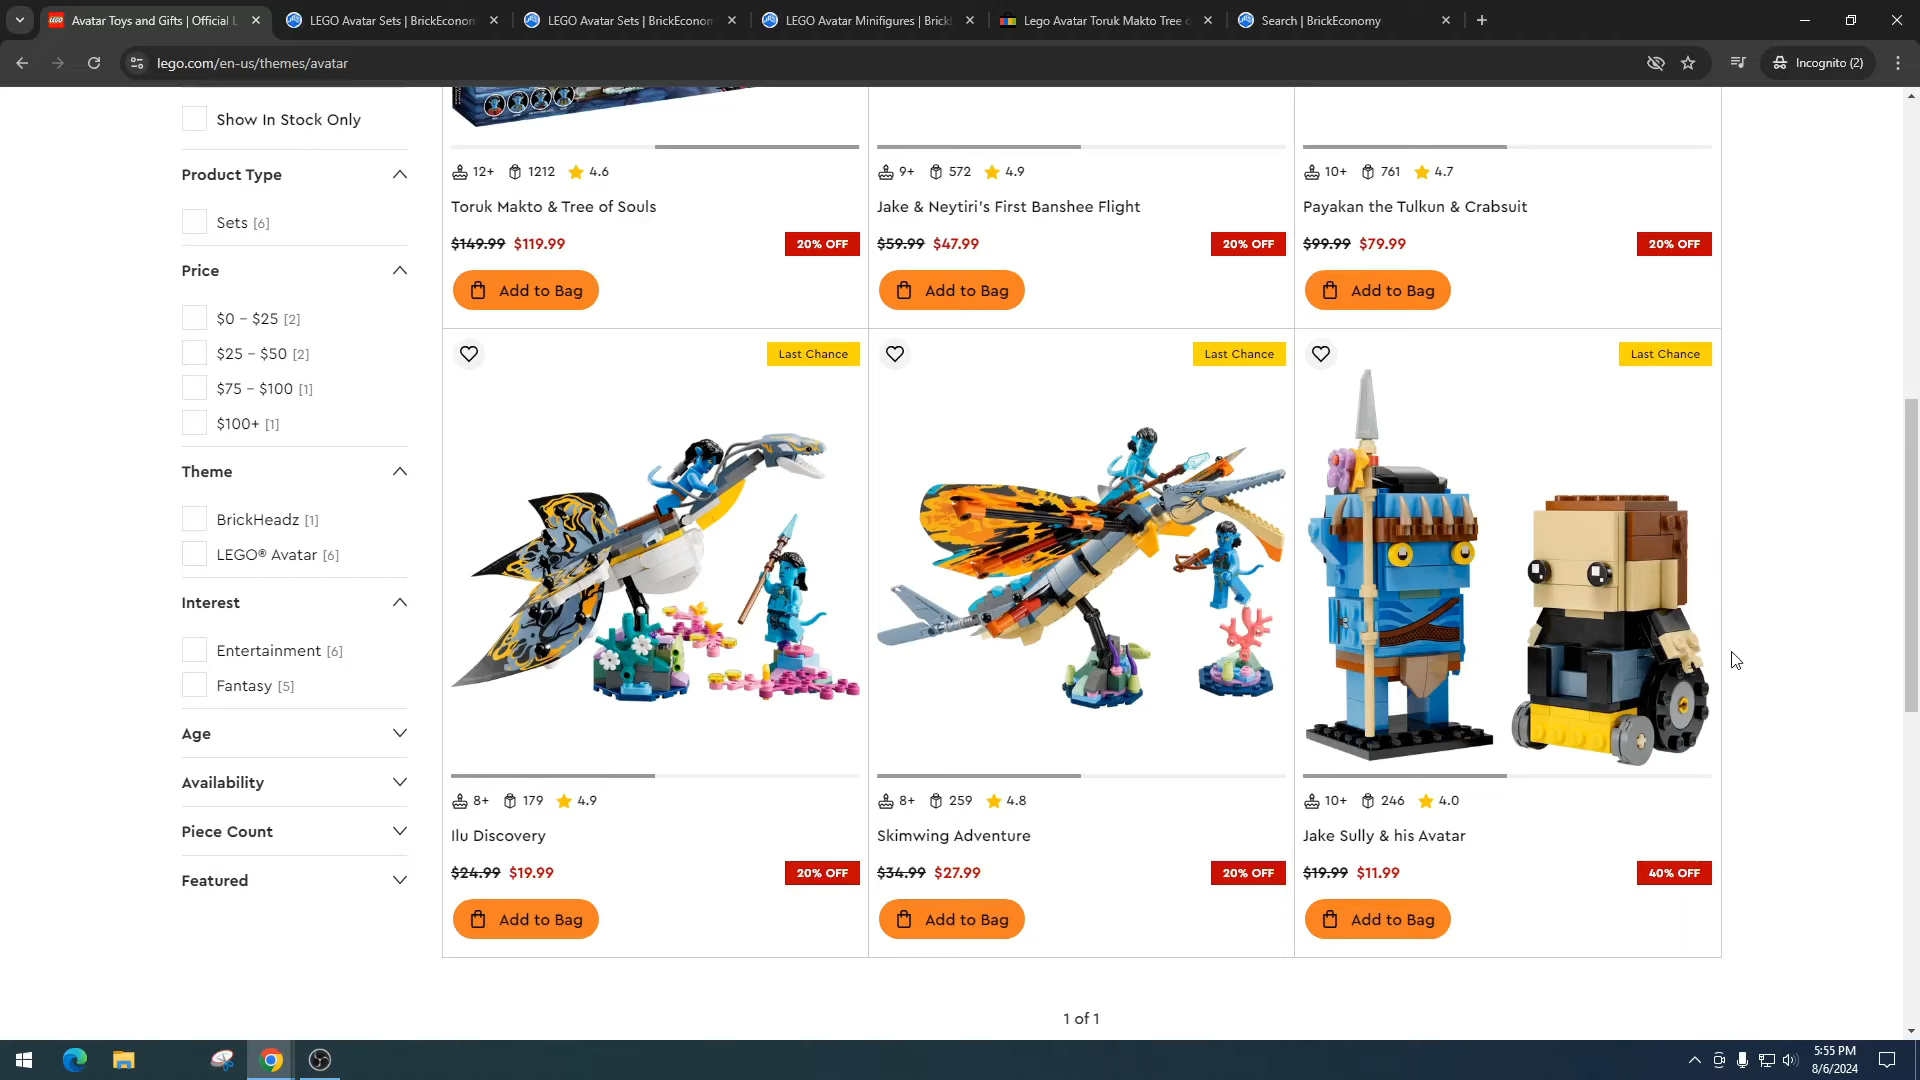 Avatar Toys and Gifts | Official L
LEGO Avatar Sets | BrickEconom
LEGO Avatar Sets | BrickEconom
LEGO Avatar Minifigures | Brick
Lego Avatar Toruk Makto Tree o
Search | BrickEconomy
lego.com/en-us/themes/avatar
Incognito (2)
Show In Stock Only
Product Type
Sets [6]
Price
$0 – $25 [2]
$25 – $50 [2]
$75 – $100 [1]
$100+ [1]
Theme
BrickHeadz [1]
LEGO® Avatar [6]
Interest
Entertainment [6]
Fantasy [5]
Age
Availability
Piece Count
Featured
12+ 1212 4.6
Toruk Makto & Tree of Souls
$149.99 $119.99 20% OFF
Add to Bag
9+ 572 4.9
Jake & Neytiri's First Banshee Flight
$59.99 $47.99 20% OFF
Add to Bag
10+ 761 4.7
Payakan the Tulkun & Crabsuit
$99.99 $79.99 20% OFF
Add to Bag
Last Chance
8+ 179 4.9
Ilu Discovery
$24.99 $19.99 20% OFF
Add to Bag
Last Chance
8+ 259 4.8
Skimwing Adventure
$34.99 $27.99 20% OFF
Add to Bag
Last Chance
10+ 246 4.0
Jake Sully & his Avatar
$19.99 $11.99 40% OFF
Add to Bag
1 of 1
5:55 PM
8/6/2024